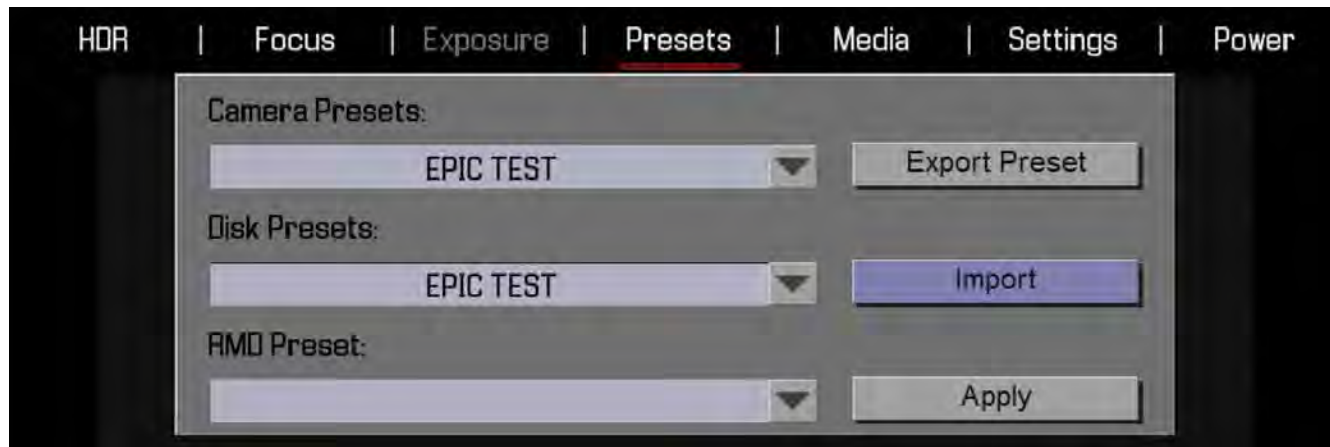 HDR | Focus | Exposure | Presets | Media | Settings | Power
Camera Presets:
EPIC TEST
Export Preset
Disk Presets:
EPIC TEST
Import
RMD Preset:
Apply